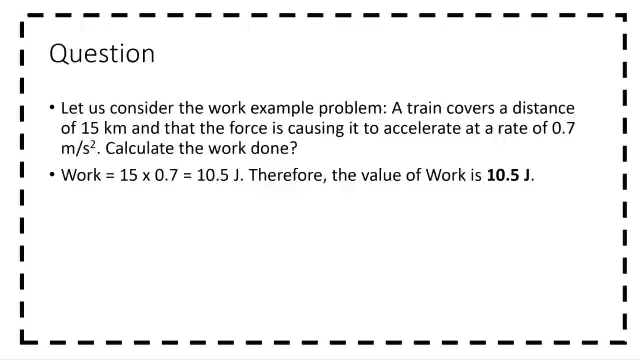 Question
• Let us consider the work example problem: A train covers a distance
of 15 km and that the force is causing it to accelerate at a rate of 0.7
m/s². Calculate the work done?
• Work = 15 x 0.7 = 10.5 J. Therefore, the value of Work is 10.5 J.